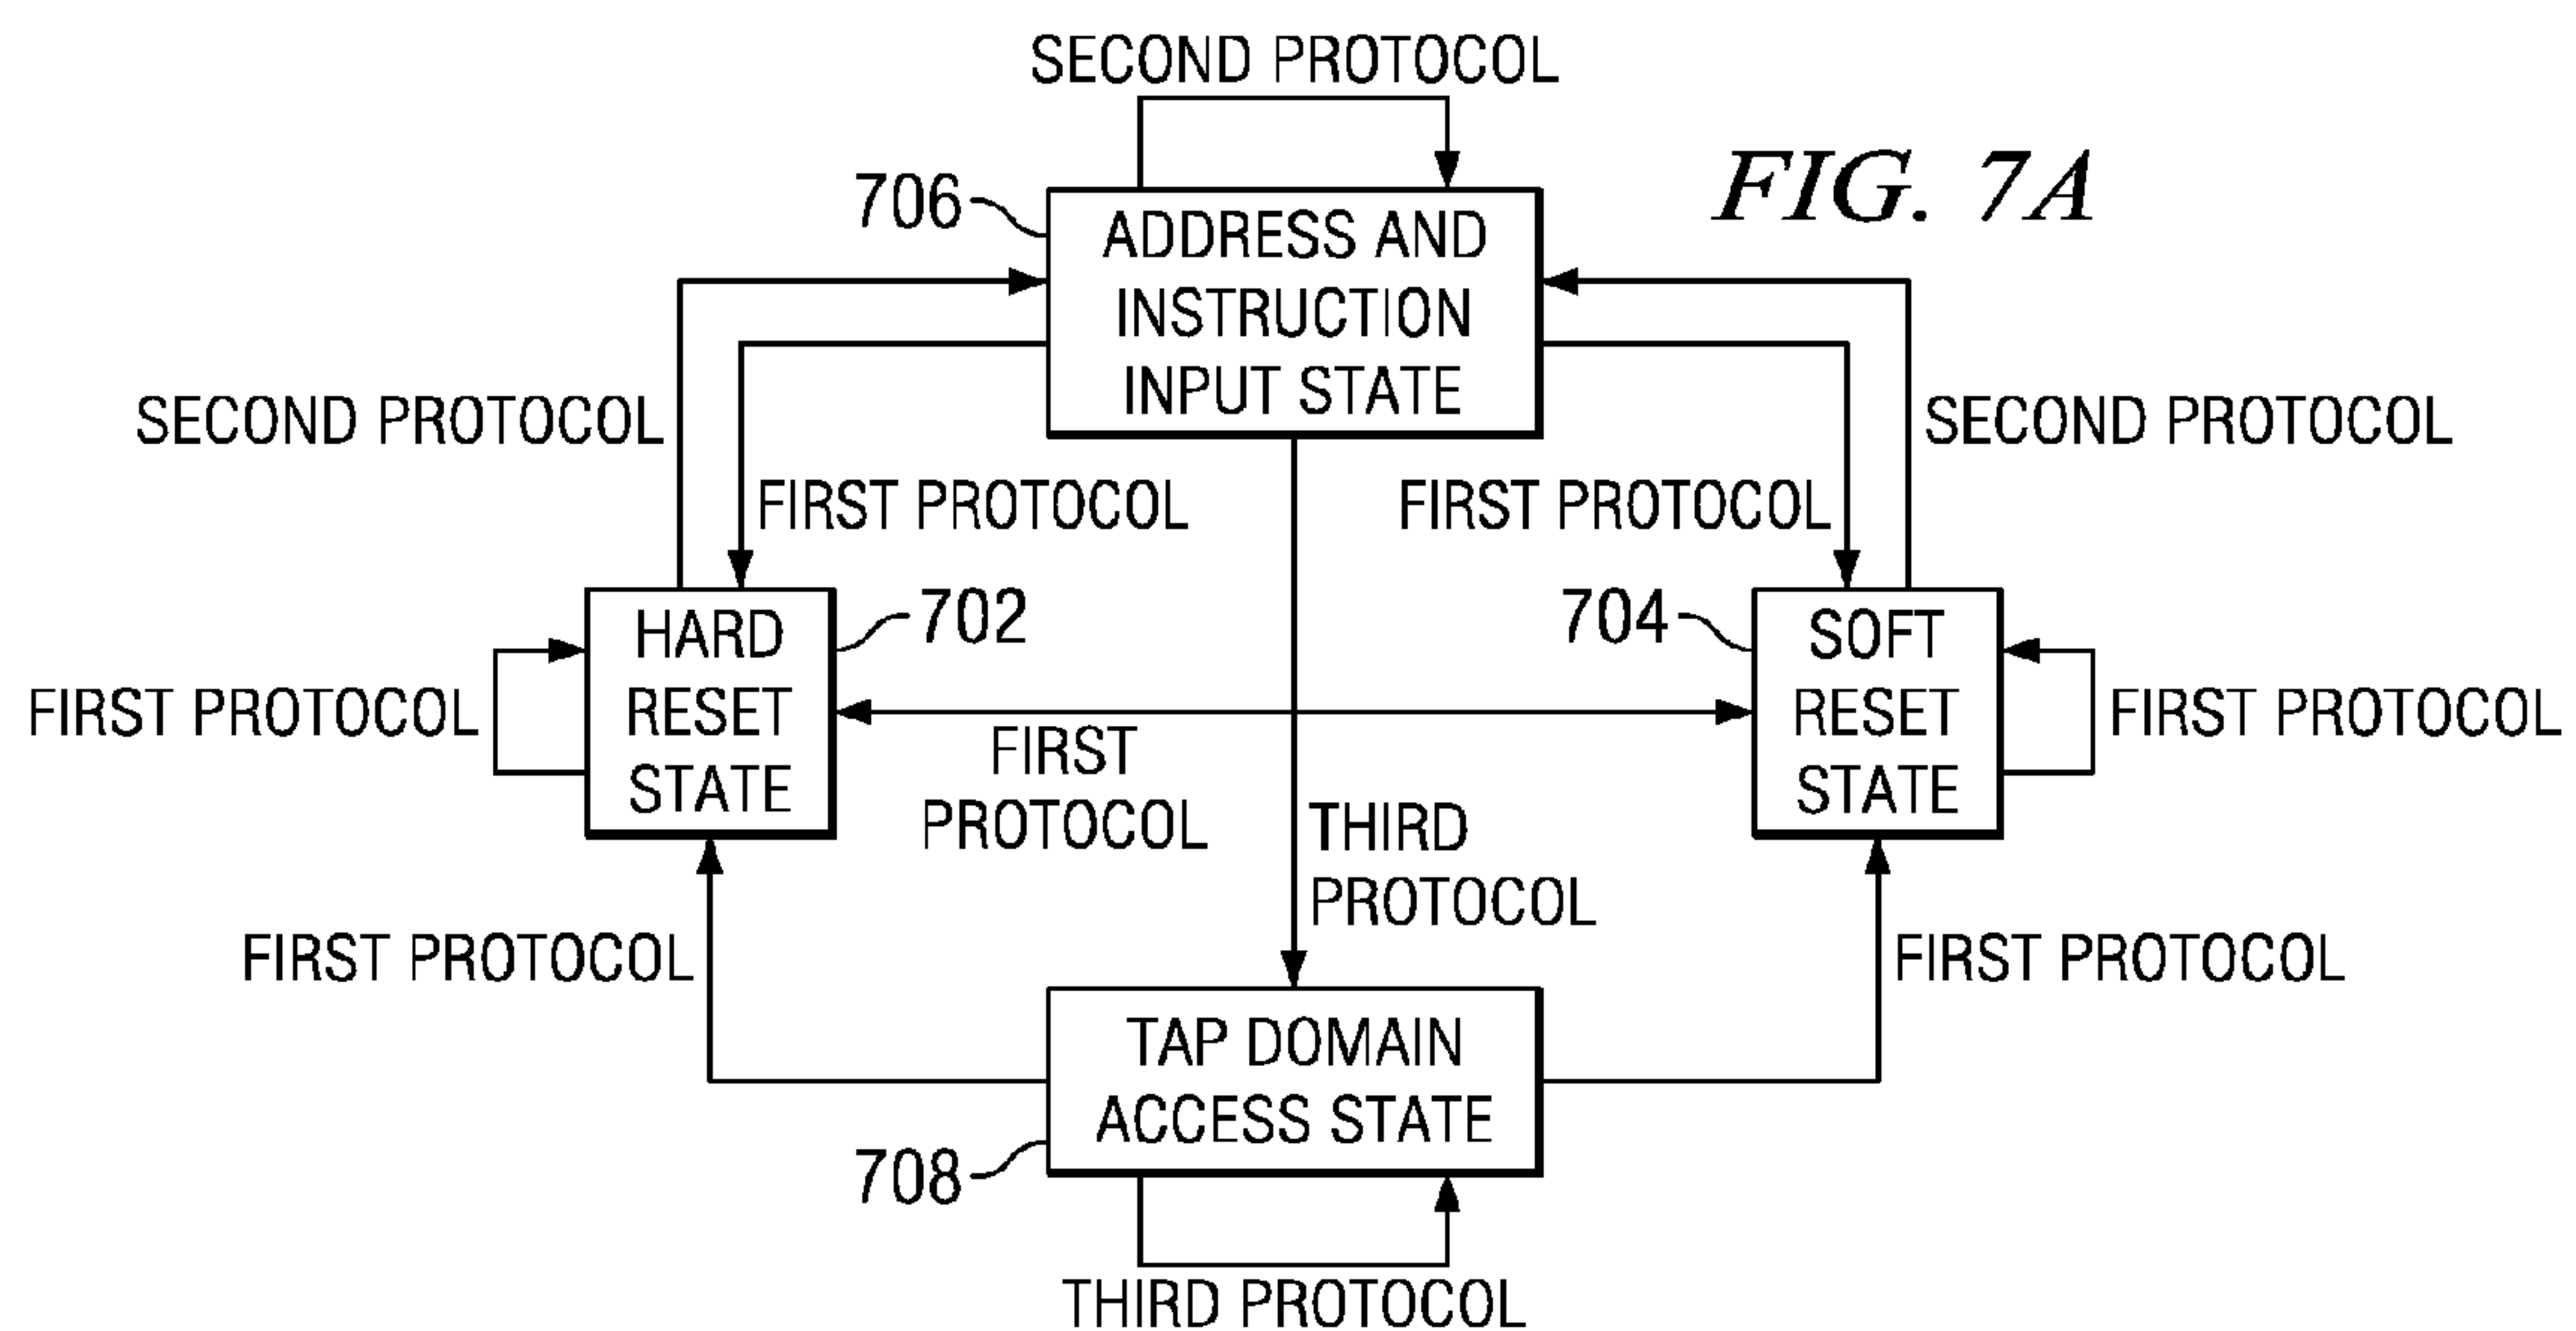 SECOND PROTOCOL
FIG. 7A
706
ADDRESS AND
INSTRUCTION
INPUT STATE
SECOND PROTOCOL
SECOND PROTOCOL
FIRST PROTOCOL
FIRST PROTOCOL
HARD
RESET
STATE
702
704
SOFT
RESET
STATE
FIRST PROTOCOL
FIRST PROTOCOL
FIRST
PROTOCOL
THIRD
PROTOCOL
FIRST PROTOCOL
FIRST PROTOCOL
TAP DOMAIN
ACCESS STATE
708
THIRD PROTOCOL